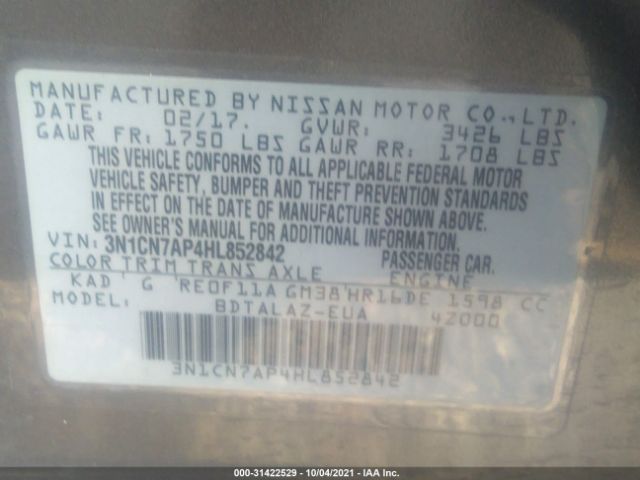 MANUFACTURED BY NISSAN MOTOR CO., LTD.
DATE: 02/17. GVWR: 3426 LBS
GAWR FR: 1750 LBS GAWR RR: 1708 LBS
THIS VEHICLE CONFORMS TO ALL APPLICABLE FEDERAL MOTOR
VEHICLE SAFETY, BUMPER AND THEFT PREVENTION STANDARDS
IN EFFECT ON THE DATE OF MANUFACTURE SHOWN ABOVE.
SEE OWNER'S MANUAL FOR ADDITIONAL INFORMATION.
VIN: 3N1CN7AP4HL852842 PASSENGER CAR.
COLOR TRIM TRANS AXLE ENGINE
KAD G RE0F11A GM38 HR16DE 1598 CC
MODEL: BDTALAZ-EUA 42000
3N1CN7AP4HL852842
000-31422529 - 10/04/2021 - IAA Inc.